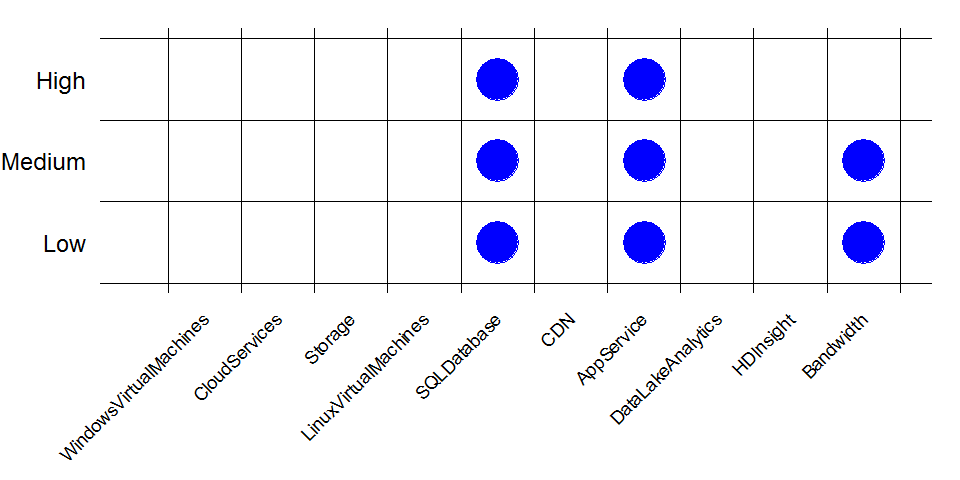 High
Medium
Low
WindowsVirtualMachines
CloudServices
Storage
LinuxVirtualMachines
SQLDatabase
CDN
AppService
DataLakeAnalytics
HDInsight
Bandwidth